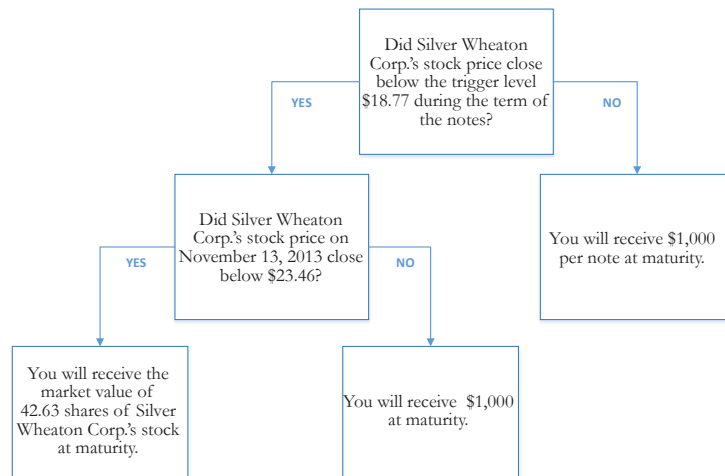 Did Silver Wheaton
Corp.'s stock price close
below the trigger level
$18.77 during the term of
the notes?
YES
NO
Did Silver Wheaton
Corp.'s stock price on
November 13, 2013 close
below $23.46?
You will receive $1,000
per note at maturity.
YES
NO
You will receive the
market value of
42.63 shares of Silver
Wheaton Corp.'s stock
at maturity.
You will receive $1,000
at maturity.